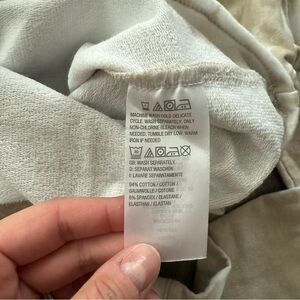 MACHINE WASH COLD DELICATE
CYCLE. WASH SEPARATELY. ONLY
NON-CHLORINE BLEACH WHEN
NEEDED. TUMBLE DRY LOW. WARM
IRON IF NEEDED
GB: WASH SEPARATELY.
D: SEPARAT WASCHEN
I: LAVARE SEPARATAMENTE
94% COTTON / COTTON /
BAUMWOLLE / COTONE
6% SPANDEX / ELASTANE /
ELASTHAN / ELASTAN